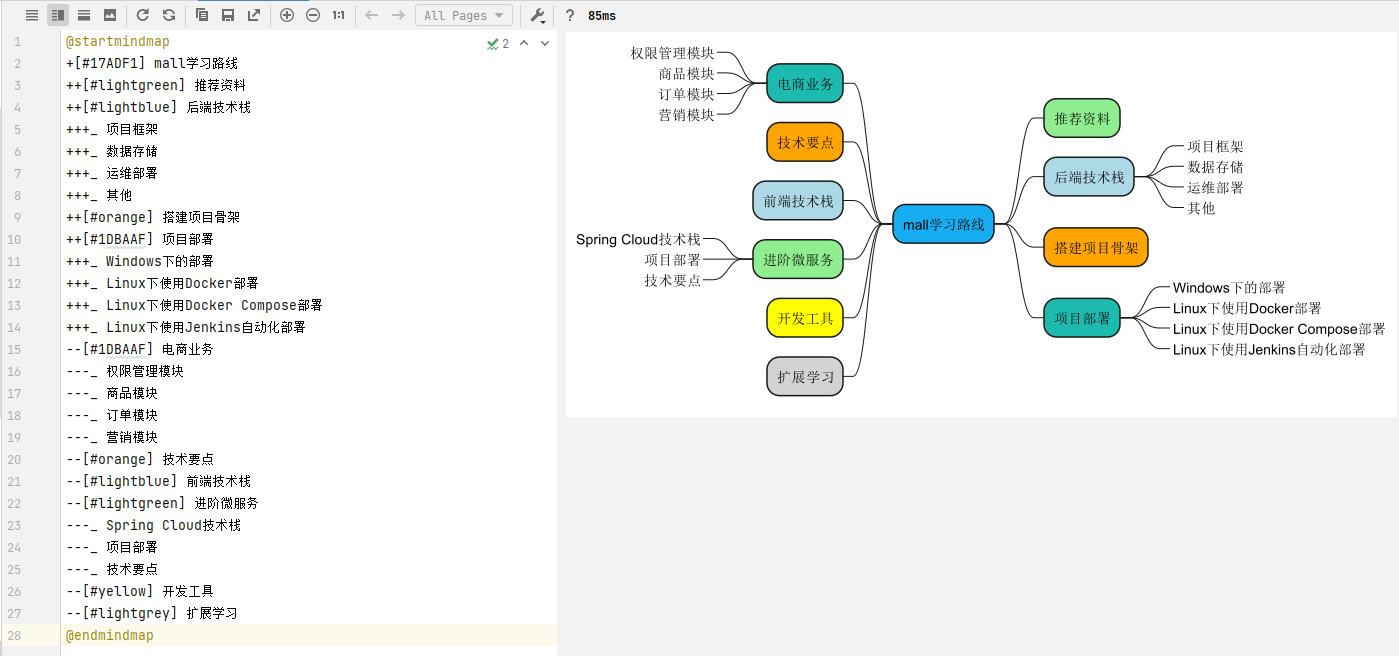 1:1
All Pages
?
85ms
1 @startmindmap
2 +[#17ADF1] mall学习路线
3 ++[#lightgreen] 推荐资料
4 ++[#lightblue] 后端技术栈
5 +++_ 项目框架
6 +++_ 数据存储
7 +++_ 运维部署
8 +++_ 其他
9 ++[#orange] 搭建项目骨架
10 ++[#1DBAAF] 项目部署
11 +++_ Windows下的部署
12 +++_ Linux下使用Docker部署
13 +++_ Linux下使用Docker Compose部署
14 +++_ Linux下使用Jenkins自动化部署
15 --[#1DBAAF] 电商业务
16 ---_ 权限管理模块
17 ---_ 商品模块
18 ---_ 订单模块
19 ---_ 营销模块
20 --[#orange] 技术要点
21 --[#lightblue] 前端技术栈
22 --[#lightgreen] 进阶微服务
23 ---_ Spring Cloud技术栈
24 ---_ 项目部署
25 ---_ 技术要点
26 --[#yellow] 开发工具
27 --[#lightgrey] 扩展学习
28 @endmindmap
2
权限管理模块
商品模块
订单模块
营销模块
电商业务
技术要点
前端技术栈
Spring Cloud技术栈
项目部署
技术要点
进阶微服务
开发工具
扩展学习
mall学习路线
推荐资料
后端技术栈
项目框架
数据存储
运维部署
其他
搭建项目骨架
项目部署
Windows下的部署
Linux下使用Docker部署
Linux下使用Docker Compose部署
Linux下使用Jenkins自动化部署